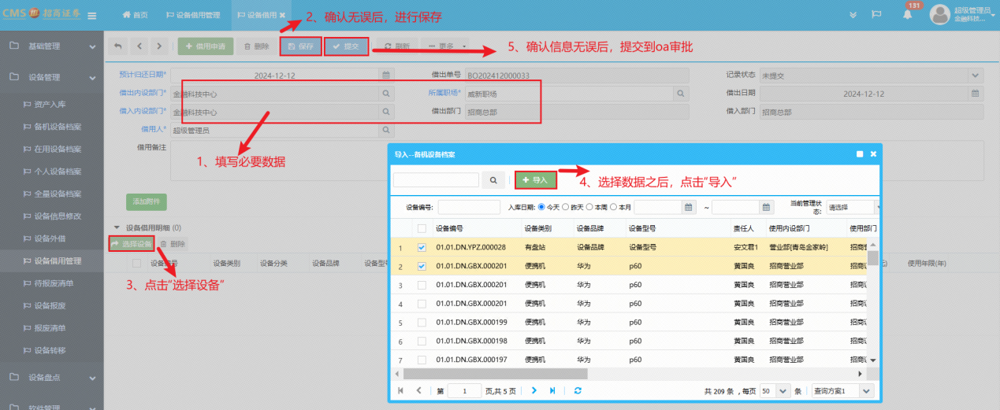 CMS 招商证券
首页 设备借用管理 设备借用
131
超级管理员
金融科技...
2、确认无误后，进行保存
借用申请 删除 保存 提交 刷新 更多
5、确认信息无误后，提交到oa审批
基础管理
设备管理
资产入库
备机设备档案
在用设备档案
个人设备档案
全量设备档案
设备信息修改
设备外借
设备借用管理
待报废清单
设备报废
报废清单
设备转移
设备盘点
软件管理
预计归还日期* 2024-12-12 借出单号 BO202412000033 记录状态 未提交
借出内设部门* 金融科技中心 所属职场* 威新职场 借出日期 2024-12-12
借入内设部门* 金融科技中心 借出部门 招商总部 借入部门 招商总部
借用人* 超级管理员
借用备注
1、填写必要数据
添加附件
设备借用明细 (0)
选择设备 删除
设备类别 设备分类 设备品牌 使用年限(年)
3、点击“选择设备”
导入--备机设备档案
导入
4、选择数据之后，点击“导入”
设备编号: 入库日期: 今天 昨天 本周 本月 ~ 当前管理状态: 请选择
设备编号 设备类别 设备品牌 设备型号 责任人 使用内设部门 使用部门
1 01.01.DN.YPZ.000028 有盘站 设备品牌 设备型号 安文君1 营业部[青岛金家岭] 招商
2 01.01.DN.GBX.000201 便携机 华为 p60 黄国良 招商营业部 招商
3 01.01.DN.GBX.000201 便携机 华为 p60 黄国良 招商营业部 招商
4 01.01.DN.GBX.000201 便携机 华为 p60 黄国良 招商营业部 招商
5 01.01.DN.GBX.000199 便携机 华为 p60 黄国良 招商营业部 招商
6 01.01.DN.GBX.000198 便携机 华为 p60 黄国良 招商营业部 招商
7 01.01.DN.GBX.000197 便携机 华为 p60 黄国良 招商营业部 招商
第 1 页,共 5 页 共 209 条 , 每页 50 条 查询方案1